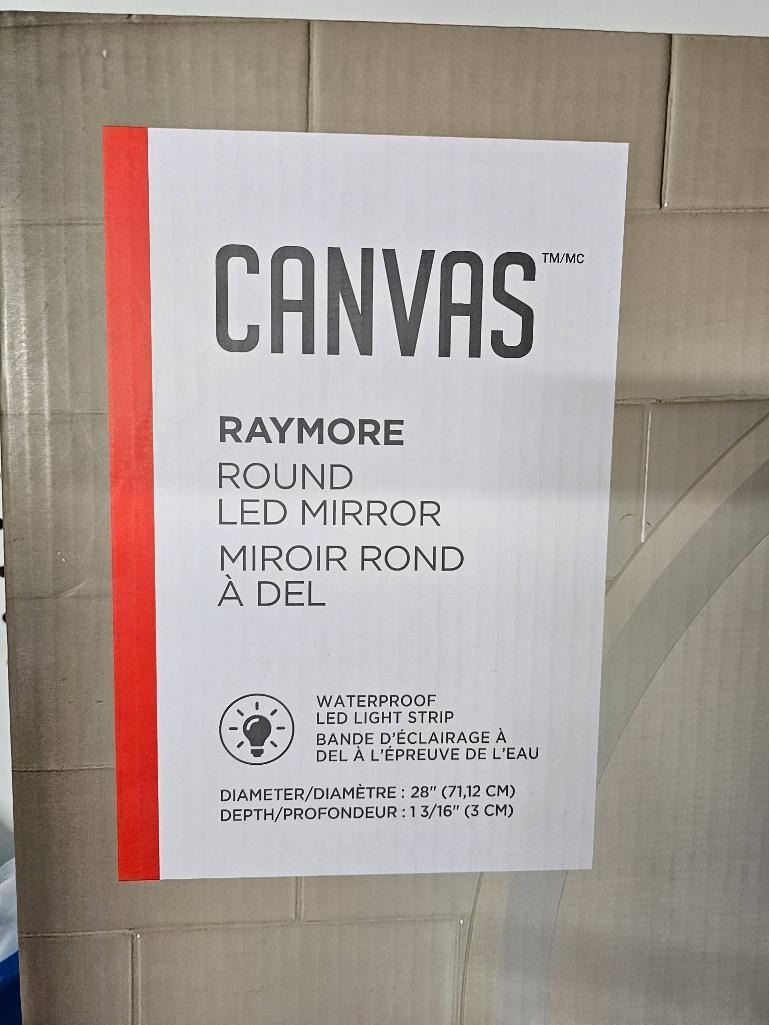 CANVAS TM/MC
RAYMORE
ROUND
LED MIRROR
MIROIR ROND
À DEL
WATERPROOF
LED LIGHT STRIP
BANDE D'ÉCLAIRAGE À
DEL À L'ÉPREUVE DE L'EAU
DIAMETER/DIAMÈTRE : 28" (71,12 CM)
DEPTH/PROFONDEUR : 1 3/16" (3 CM)